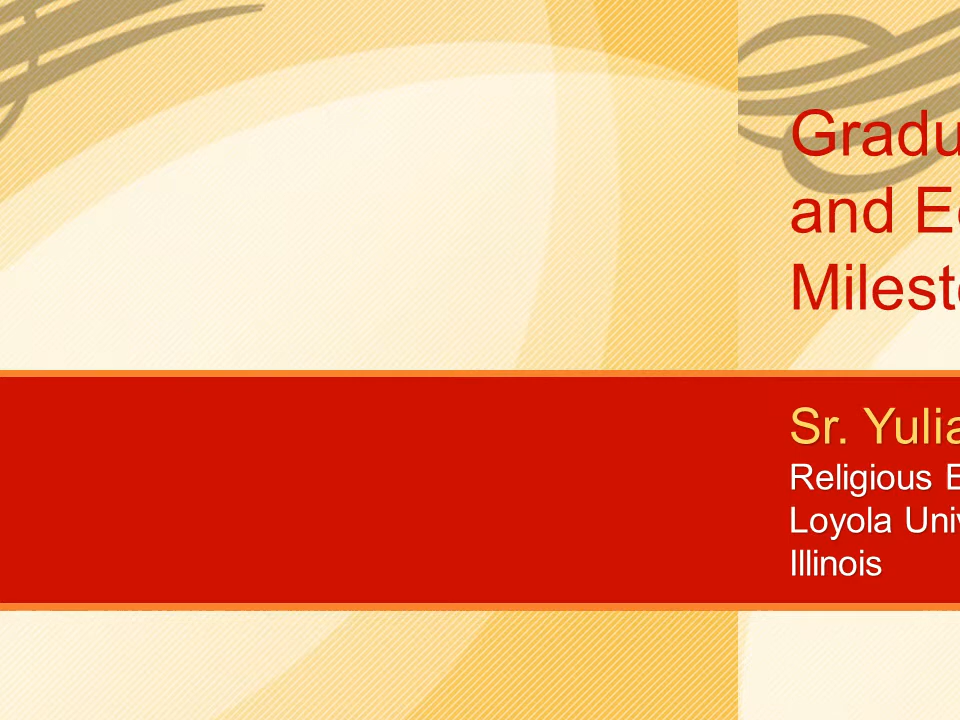 Gradu
and E
Milest
Sr. Yulia
Religious E
Loyola Univ
Illinois